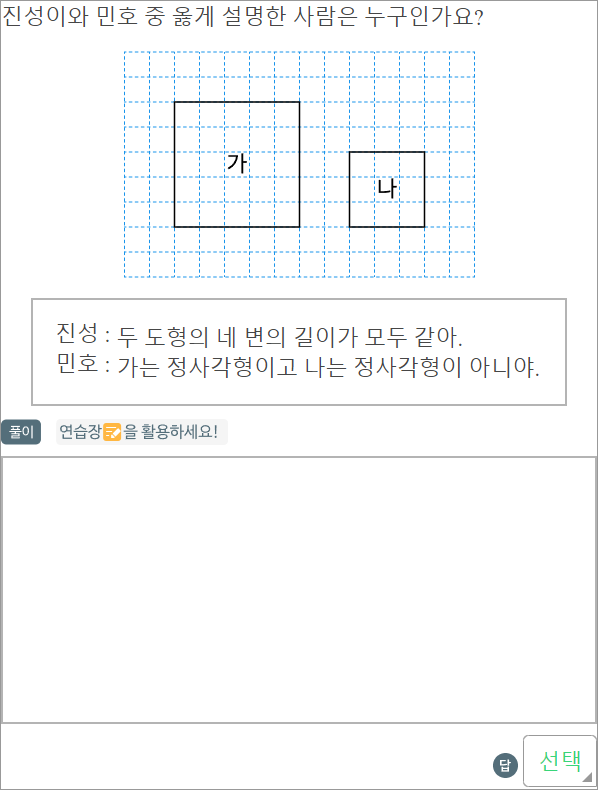 진성이와 민호 중 옳게 설명한 사람은 누구인가요?
가
나
진성 : 두 도형의 네 변의 길이가 모두 같아.
민호 : 가는 정사각형이고 나는 정사각형이 아니야.
풀이 연습장을 활용하세요!
답 선택